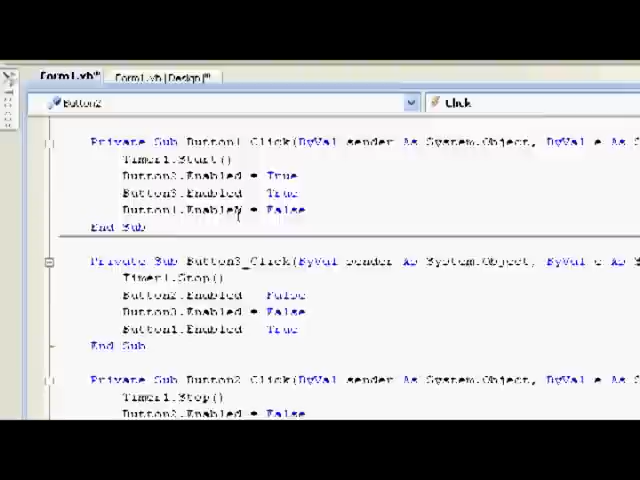 Form1.vb* Form1.vb [Design]*
Button2 Click
Private Sub Button1_Click(ByVal sender As System.Object, ByVal e As S
Timer1.Start()
Button2.Enabled = True
Button3.Enabled = True
Button1.Enabled = False
End Sub
Private Sub Button3_Click(ByVal sender As System.Object, ByVal e As S
Timer1.Stop()
Button2.Enabled = False
Button3.Enabled = False
Button1.Enabled = True
End Sub
Private Sub Button2_Click(ByVal sender As System.Object, ByVal e As S
Timer1.Stop()
Button2.Enabled = False